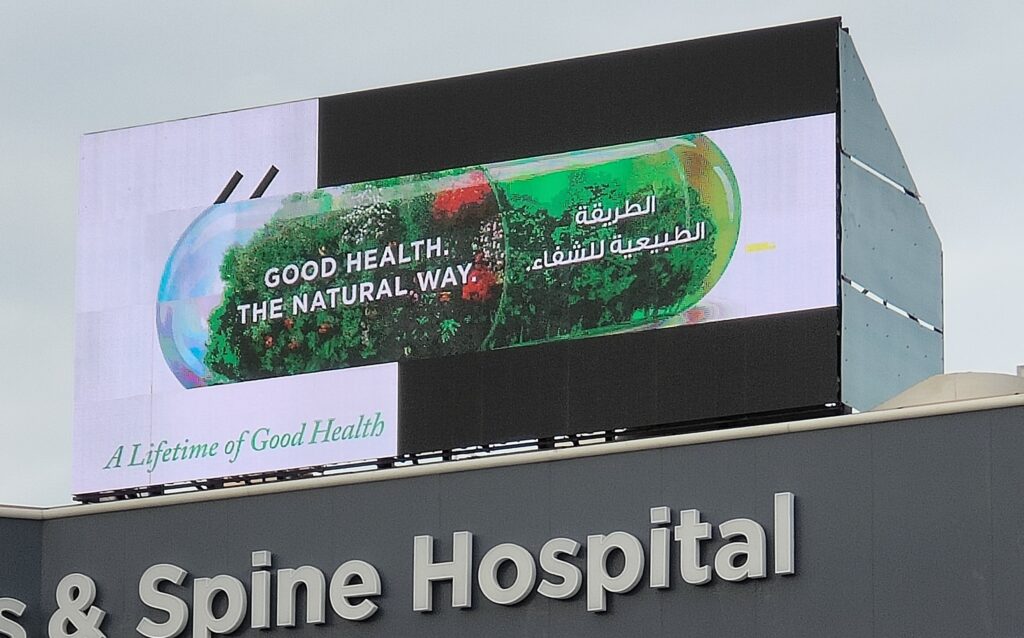 GOOD HEALTH.
THE NATURAL WAY.
الطريقة
الطبيعية للشفاء.
A Lifetime of Good Health
s & Spine Hospital